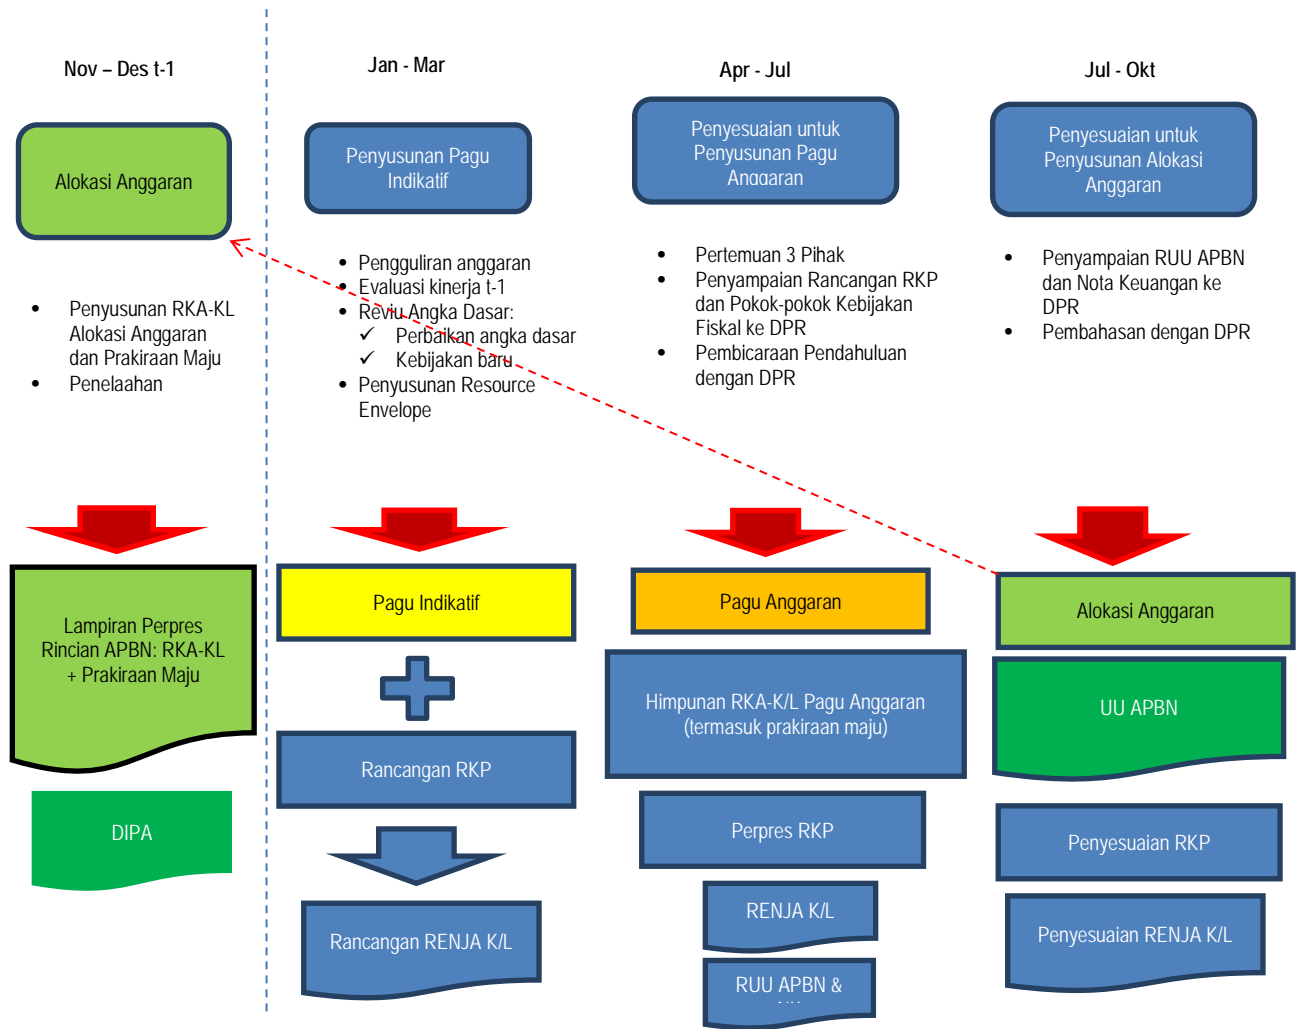 Nov – Des t-1
Alokasi Anggaran
• Penyusunan RKA-KL
Alokasi Anggaran
dan Prakiraan Maju
• Penelaahan
Lampiran Perpres
Rincian APBN: RKA-KL
+ Prakiraan Maju
DIPA
Jan - Mar
Penyusunan Pagu
Indikatif
• Pengguliran anggaran
• Evaluasi kinerja t-1
• Reviu Angka Dasar:
✓ Perbaikan angka dasar
✓ Kebijakan baru
• Penyusunan Resource
Envelope
Pagu Indikatif
Rancangan RKP
Rancangan RENJA K/L
Apr - Jul
Penyesuaian untuk
Penyusunan Pagu
Anggaran
• Pertemuan 3 Pihak
• Penyampaian Rancangan RKP
dan Pokok-pokok Kebijakan
Fiskal ke DPR
• Pembicaraan Pendahuluan
dengan DPR
Pagu Anggaran
Himpunan RKA-K/L Pagu Anggaran
(termasuk prakiraan maju)
Perpres RKP
RENJA K/L
RUU APBN &
Jul - Okt
Penyesuaian untuk
Penyusunan Alokasi
Anggaran
• Penyampaian RUU APBN
dan Nota Keuangan ke
DPR
• Pembahasan dengan DPR
Alokasi Anggaran
UU APBN
Penyesuaian RKP
Penyesuaian RENJA K/L